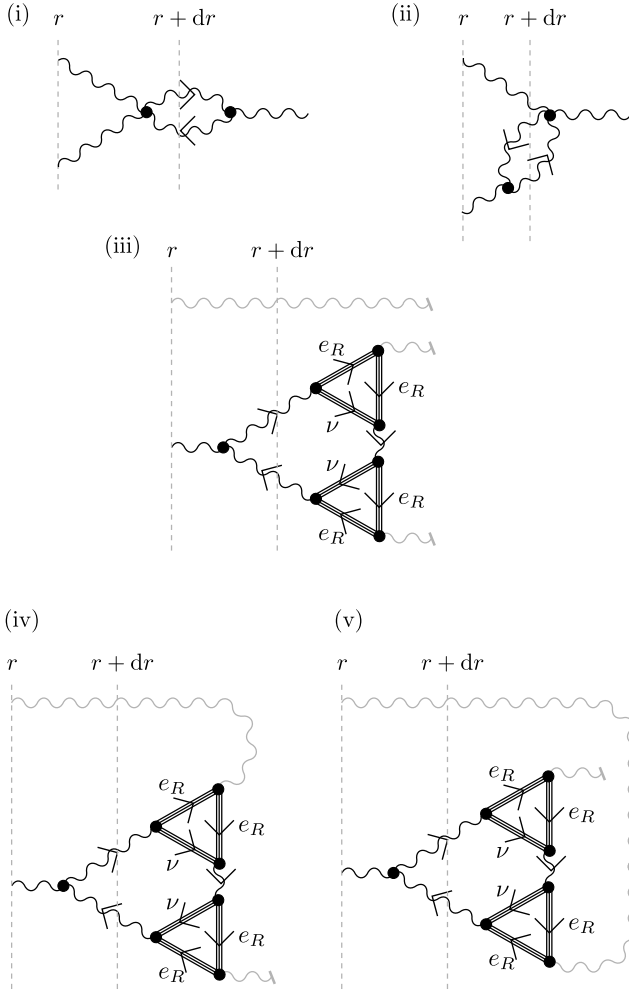 (i) (ii)
r r + dr r r + dr
(iii)
r r + dr
e_R
e_R
ν
ν
e_R
e_R
(iv) (v)
r r + dr r r + dr
e_R e_R
e_R e_R
ν ν
ν ν
e_R e_R
e_R e_R